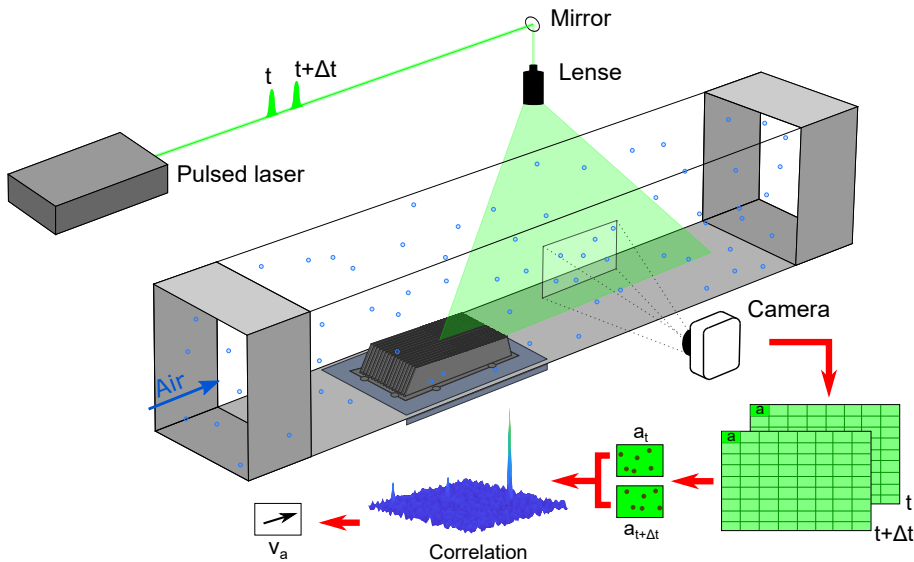 Mirror
t
t+Δt
Lense
Pulsed laser
Camera
Air
a
a
t
t+Δt
aₜ
aₜ₊Δₜ
Correlation
vₐ